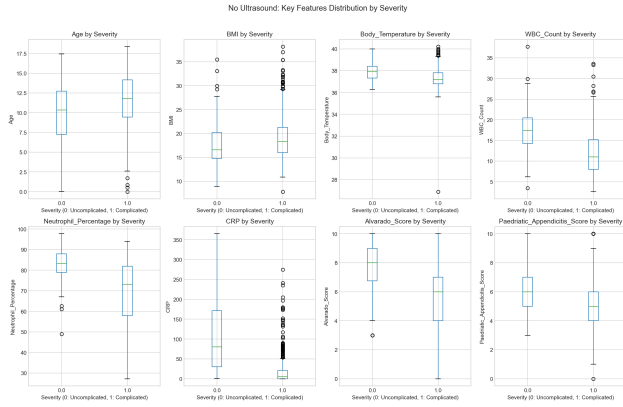 No Ultrasound: Key Features Distribution by Severity
Age by Severity
BMI by Severity
Body_Temperature by Severity
WBC_Count by Severity
Age
17.5
15.0
12.5
10.0
7.5
5.0
2.5
0.0
0.0
1.0
Severity (0: Uncomplicated, 1: Complicated)
BMI
35
30
25
20
15
10
0.0
1.0
Severity (0: Uncomplicated, 1: Complicated)
Body_Temperature
40
38
36
34
32
30
28
0.0
1.0
Severity (0: Uncomplicated, 1: Complicated)
WBC_Count
35
30
25
20
15
10
5
0.0
1.0
Severity (0: Uncomplicated, 1: Complicated)
Neutrophil_Percentage by Severity
CRP by Severity
Alvarado_Score by Severity
Paedriatic_Appendicitis_Score by Severity
Neutrophil_Percentage
100
90
80
70
60
50
40
30
0.0
1.0
Severity (0: Uncomplicated, 1: Complicated)
CRP
350
300
250
200
150
100
50
0
0.0
1.0
Severity (0: Uncomplicated, 1: Complicated)
Alvarado_Score
10
8
6
4
2
0
0.0
1.0
Severity (0: Uncomplicated, 1: Complicated)
Paedriatic_Appendicitis_Score
10
8
6
4
2
0
0.0
1.0
Severity (0: Uncomplicated, 1: Complicated)